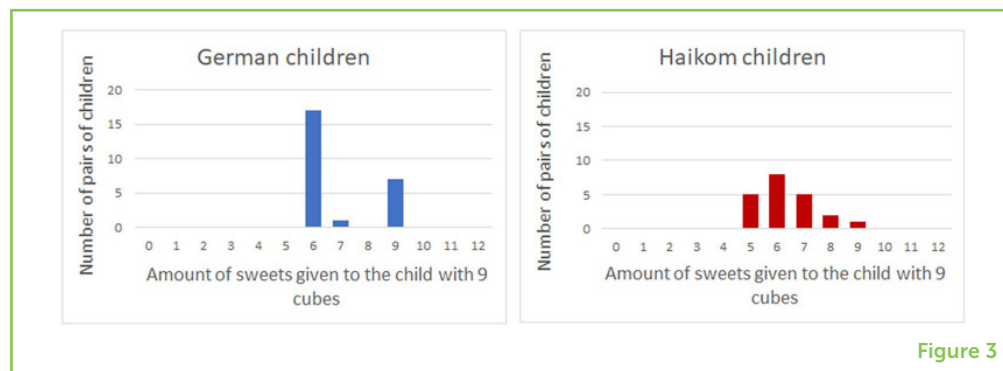 German children
Number of pairs of children
20
15
10
5
0
0 1 2 3 4 5 6 7 8 9 10 11 12
Amount of sweets given to the child with 9
cubes
Haikom children
Number of pairs of children
20
15
10
5
0
0 1 2 3 4 5 6 7 8 9 10 11 12
Amount of sweets given to the child with 9
cubes
Figure 3